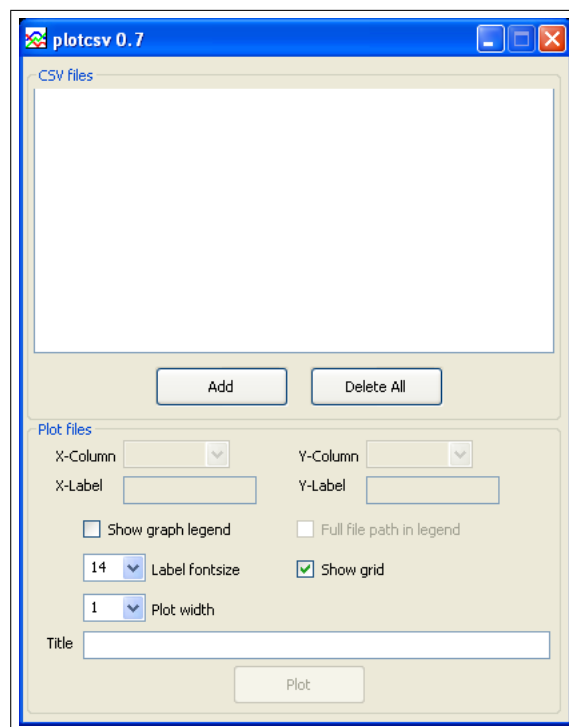 plotcsv 0.7
CSV files
Add Delete All
Plot files
X-Column Y-Column
X-Label Y-Label
Show graph legend Full file path in legend
14 Label fontsize Show grid
1 Plot width
Title
Plot